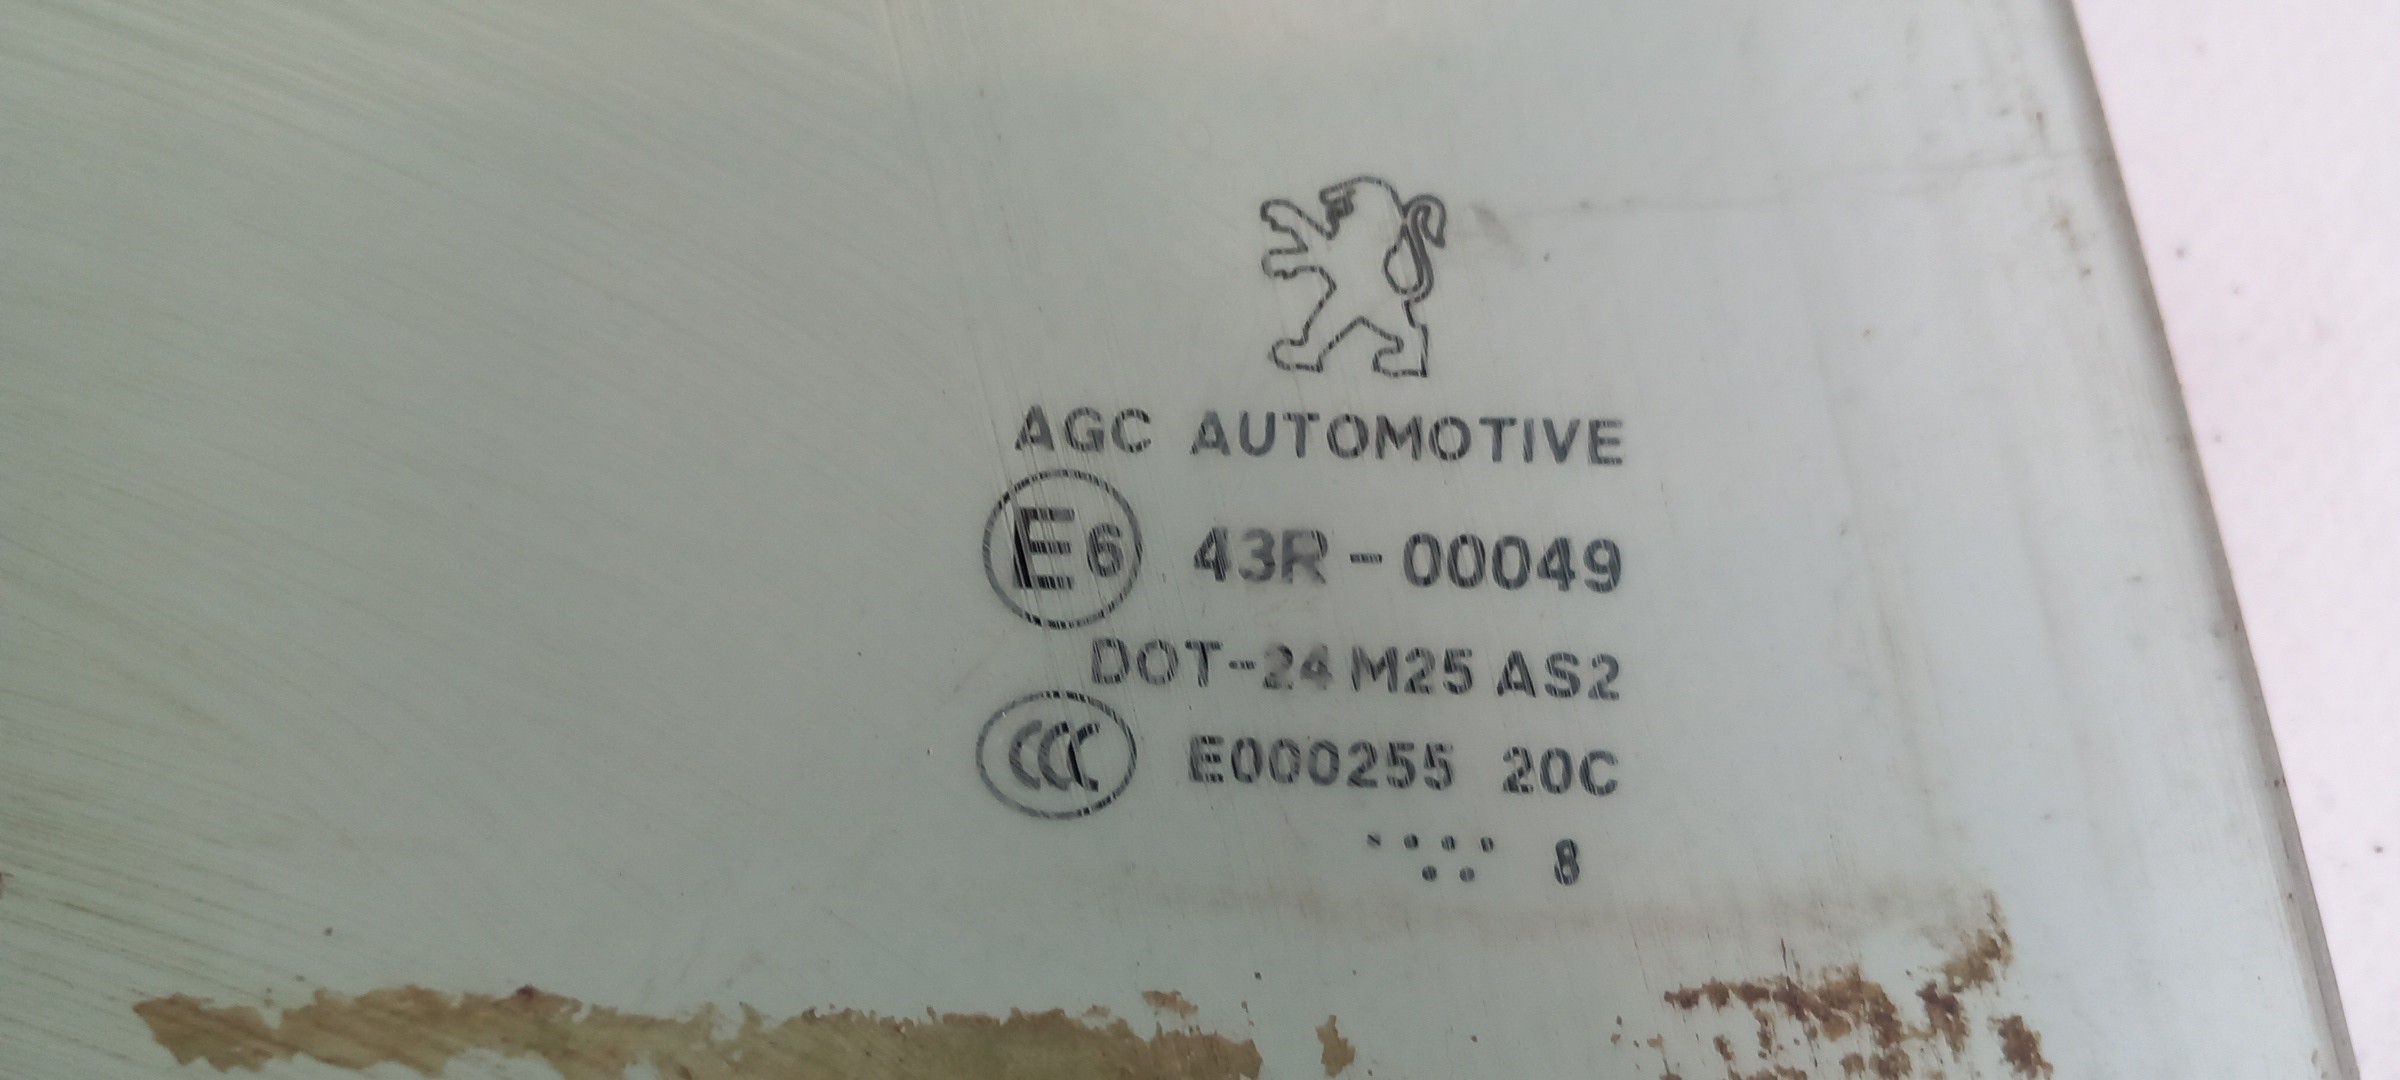 AGC AUTOMOTIVE
E6 43R-00049
DOT-24 M25 AS2
CCC E000255 20C
8